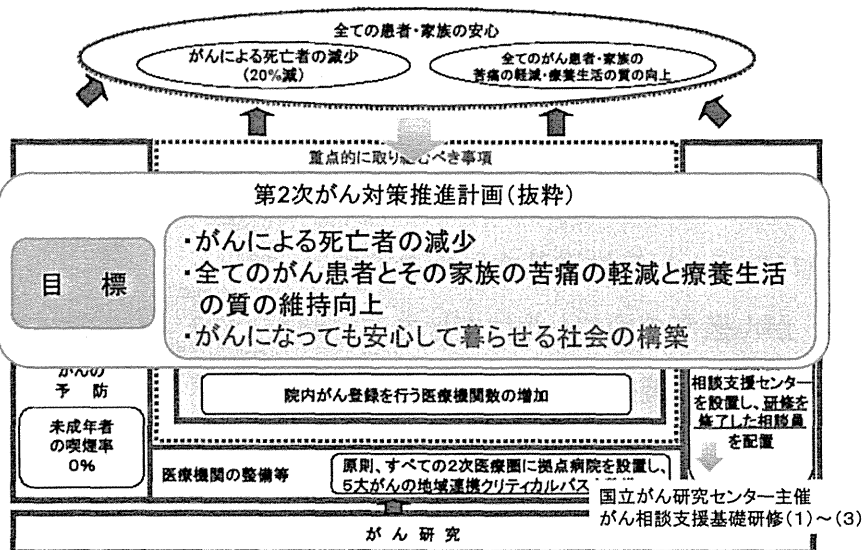 全ての患者・家族の安心
がんによる死亡者の減少
(20%減)
全てのがん患者・家族の
苦痛の軽減・療養生活の質の向上
重点的に取り組むべき事項
第2次がん対策推進計画(抜粋)
目 標
・がんによる死亡者の減少
・全てのがん患者とその家族の苦痛の軽減と療養生活
の質の維持向上
・がんになっても安心して暮らせる社会の構築
がんの
予 防
未成年者
の喫煙率
0%
院内がん登録を行う医療機関数の増加
相談支援センター
を設置し、研修を
修了した相談員
を配置
医療機関の整備等
原則、すべての2次医療圏に拠点病院を設置し、
5大がんの地域連携クリティカルパス
国立がん研究センター主催
がん相談支援基礎研修(1)～(3)
がん研究